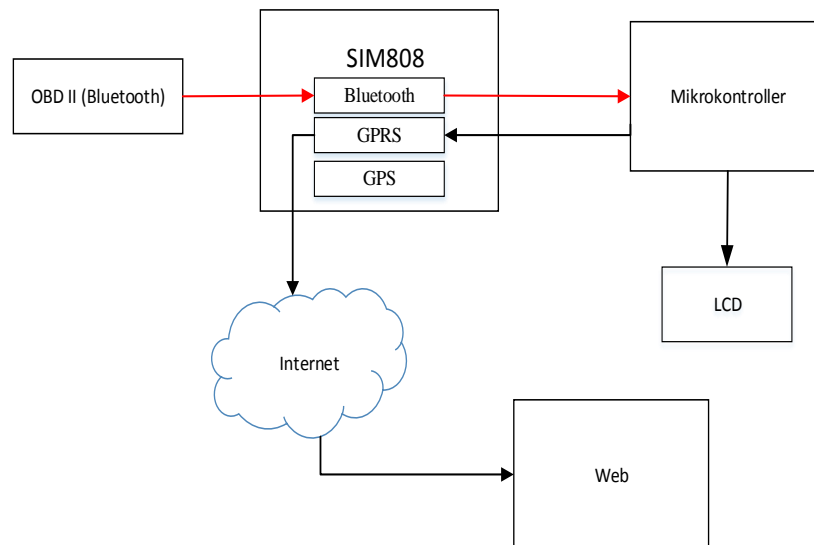 SIM808
OBD II (Bluetooth)
Bluetooth
Mikrokontroller
GPRS
GPS
LCD
Internet
Web